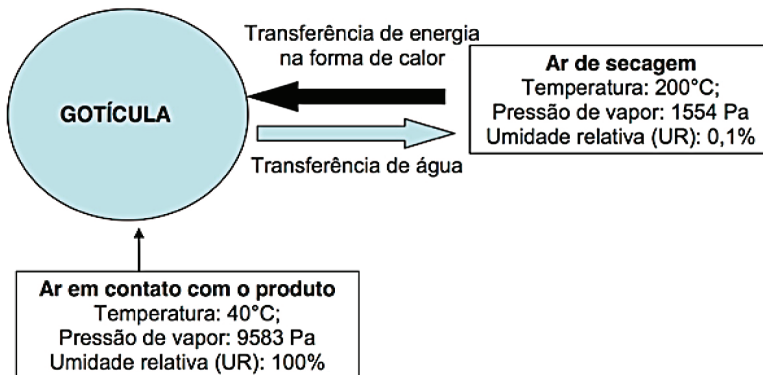 Transferência de energia
na forma de calor
Ar de secagem
Temperatura: 200°C;
Pressão de vapor: 1554 Pa
Umidade relativa (UR): 0,1%
GOTÍCULA
Transferência de água
Ar em contato com o produto
Temperatura: 40°C;
Pressão de vapor: 9583 Pa
Umidade relativa (UR): 100%